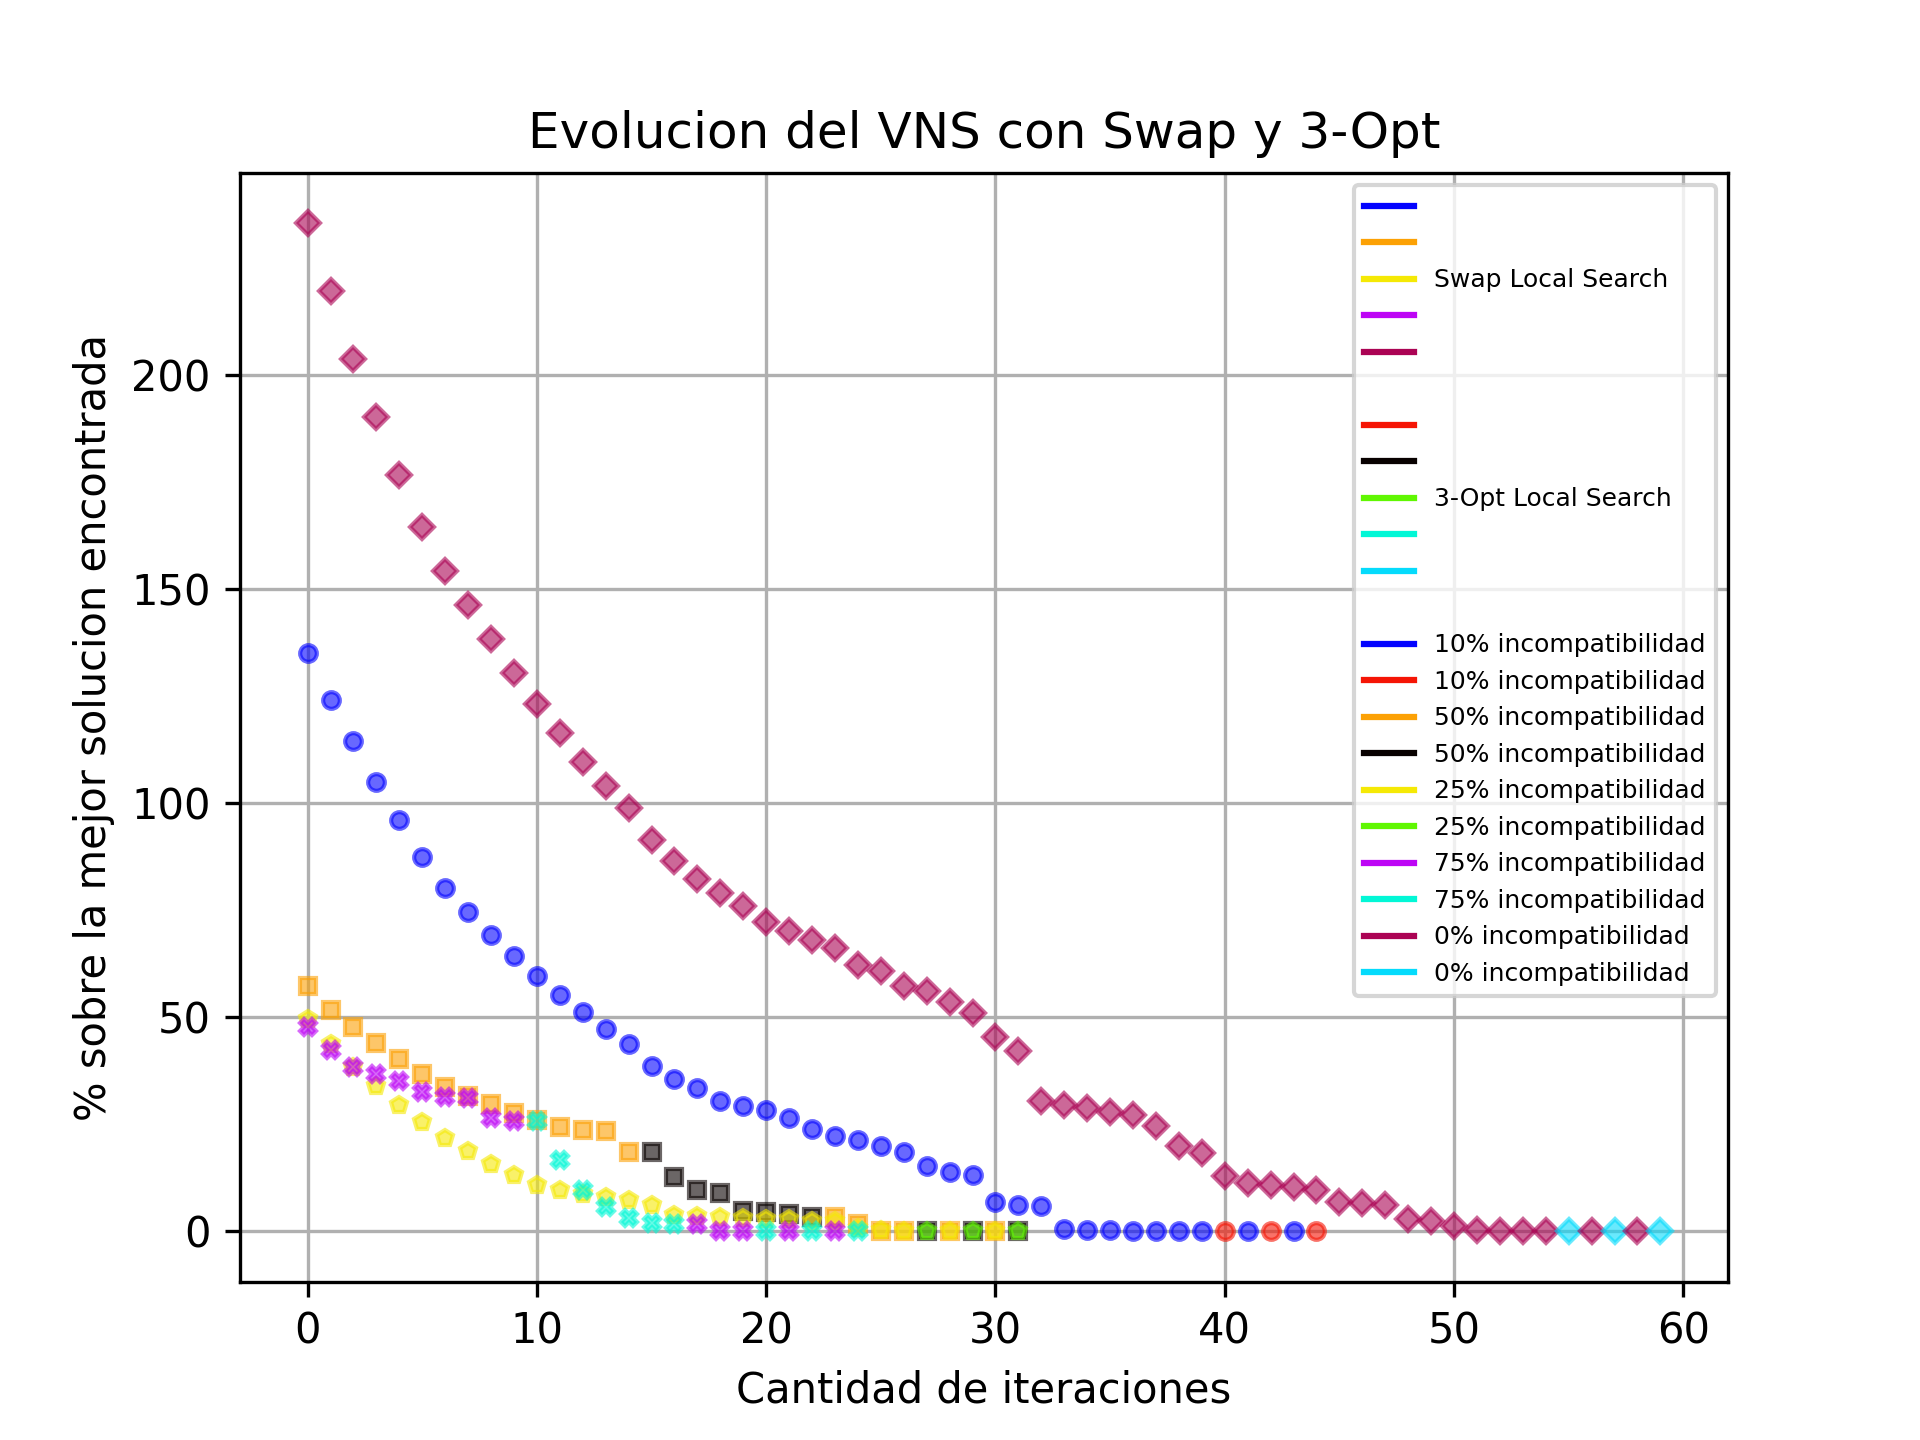 Evolucion del VNS con Swap y 3-Opt
% sobre la mejor solucion encontrada
200
150
100
50
0
Swap Local Search
3-Opt Local Search
10% incompatibilidad
10% incompatibilidad
50% incompatibilidad
50% incompatibilidad
25% incompatibilidad
25% incompatibilidad
75% incompatibilidad
75% incompatibilidad
0% incompatibilidad
0% incompatibilidad
0 10 20 30 40 50 60
Cantidad de iteraciones